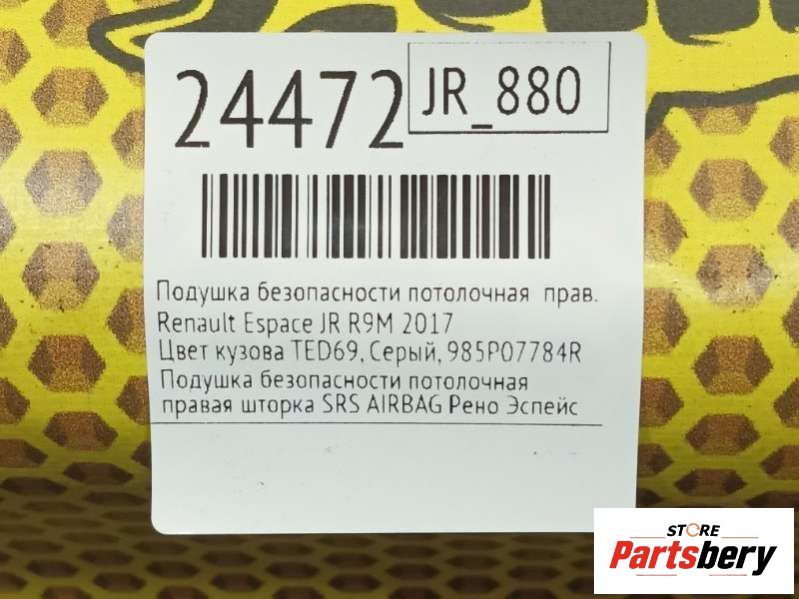 24472
JR_880
Подушка безопасности потолочная прав.
Renault Espace JR R9M 2017
Цвет кузова TED69, Серый, 985P07784R
Подушка безопасности потолочная
правая шторка SRS AIRBAG Рено Эспейс
STORE
Partsbery